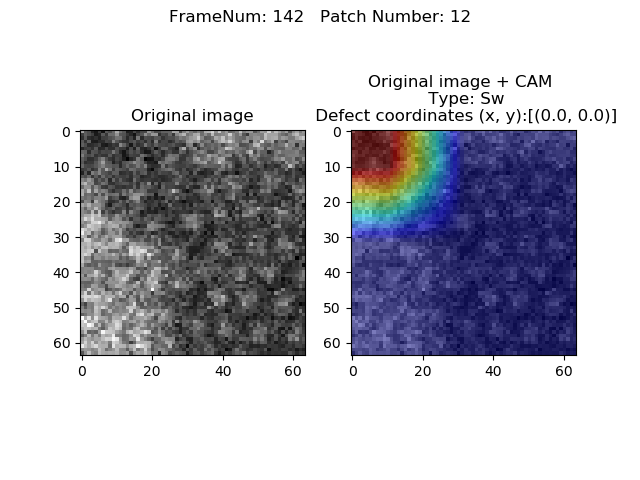 FrameNum: 142   Patch Number: 12
Original image
0
10
20
30
40
50
60
0 20 40 60
Original image + CAM
Type: Sw
Defect coordinates (x, y):[(0.0, 0.0)]
0
10
20
30
40
50
60
0 20 40 60